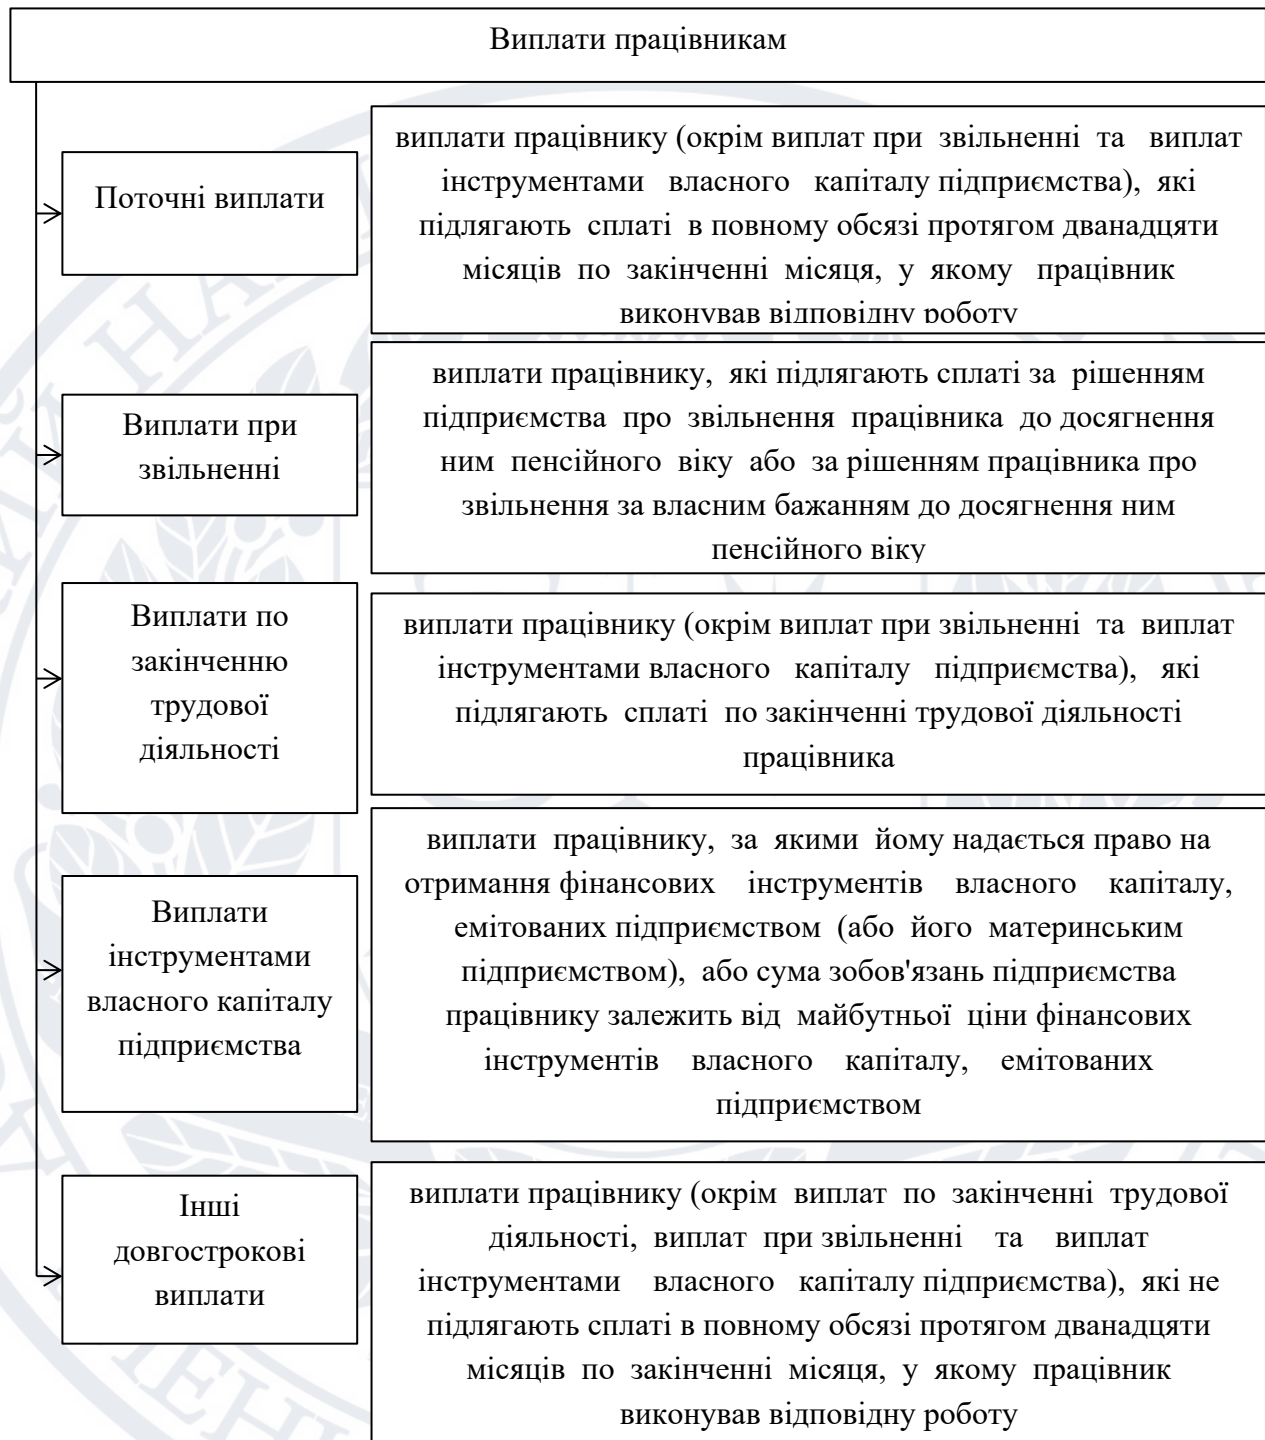 Виплати працівникам
Поточні виплати
виплати працівнику (окрім виплат при звільненні та виплат
інструментами власного капіталу підприємства), які
підлягають сплаті в повному обсязі протягом дванадцяти
місяців по закінченні місяця, у якому працівник
виконував відповідну роботу
Виплати при
звільненні
виплати працівнику, які підлягають сплаті за рішенням
підприємства про звільнення працівника до досягнення
ним пенсійного віку або за рішенням працівника про
звільнення за власним бажанням до досягнення ним
пенсійного віку
Виплати по
закінченню
трудової
діяльності
виплати працівнику (окрім виплат при звільненні та виплат
інструментами власного капіталу підприємства), які
підлягають сплаті по закінченні трудової діяльності
працівника
Виплати
інструментами
власного капіталу
підприємства
виплати працівнику, за якими йому надається право на
отримання фінансових інструментів власного капіталу,
емітованих підприємством (або його материнським
підприємством), або сума зобов'язань підприємства
працівнику залежить від майбутньої ціни фінансових
інструментів власного капіталу, емітованих
підприємством
Інші
довгострокові
виплати
виплати працівнику (окрім виплат по закінченні трудової
діяльності, виплат при звільненні та виплат
інструментами власного капіталу підприємства), які не
підлягають сплаті в повному обсязі протягом дванадцяти
місяців по закінченні місяця, у якому працівник
виконував відповідну роботу